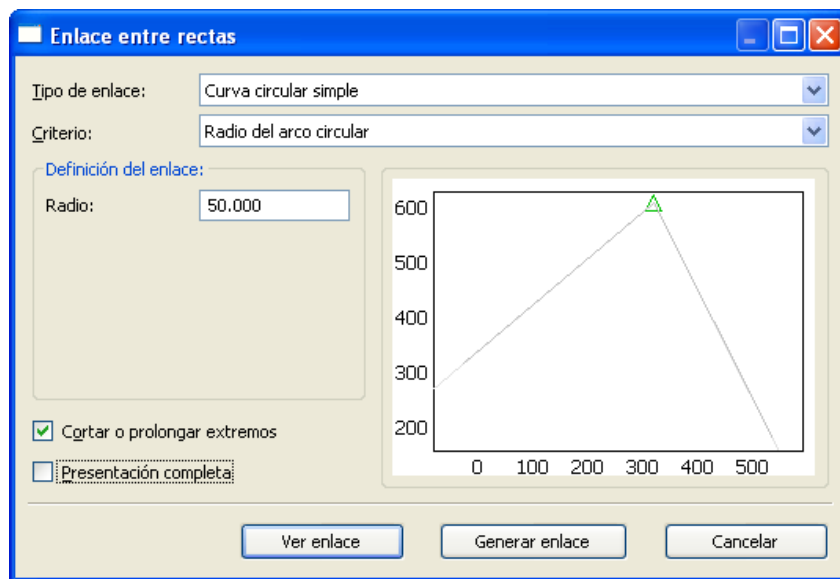 Enlace entre rectas
Tipo de enlace: Curva circular simple
Criterio: Radio del arco circular
Definición del enlace:
Radio: 50.000
600
500
400
300
200
0 100 200 300 400 500
Cortar o prolongar extremos
Presentación completa
Ver enlace Generar enlace Cancelar